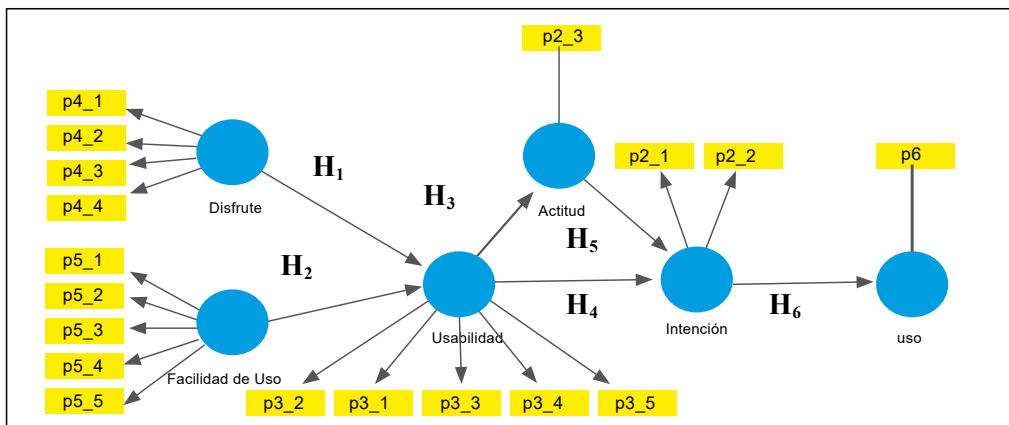 p2_3
p4_1
p4_2
p4_3
p4_4
Disfrute
H1
H3
Actitud
p2_1 p2_2
p6
H5
p5_1
p5_2
p5_3
p5_4
p5_5
Facilidad de Uso
H2
Usabilidad
H4
Intención
H6
uso
p3_2 p3_1 p3_3 p3_4 p3_5